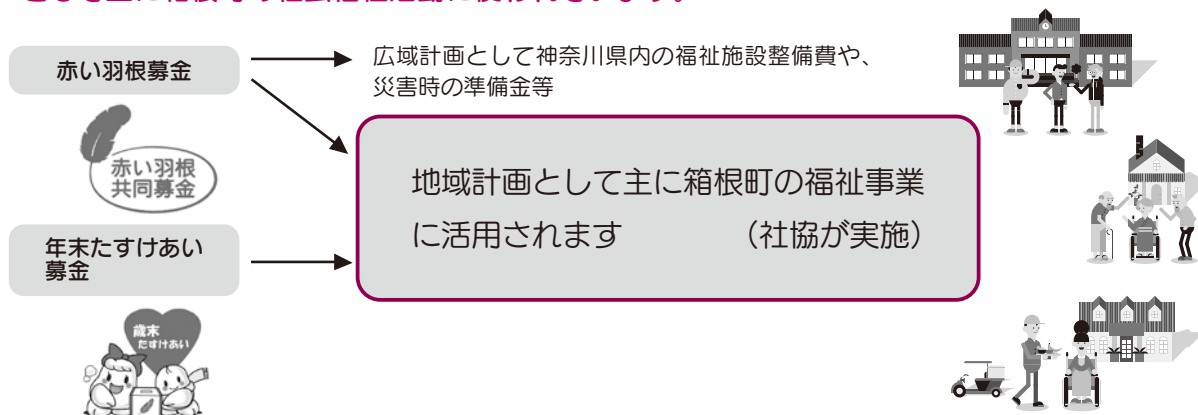 赤い羽根募金
広域計画として神奈川県内の福祉施設整備費や、
災害時の準備金等
赤い羽根
共同募金
地域計画として主に箱根町の福祉事業
に活用されます （社協が実施）
年末たすけあい
募金
歳末
たすけあい